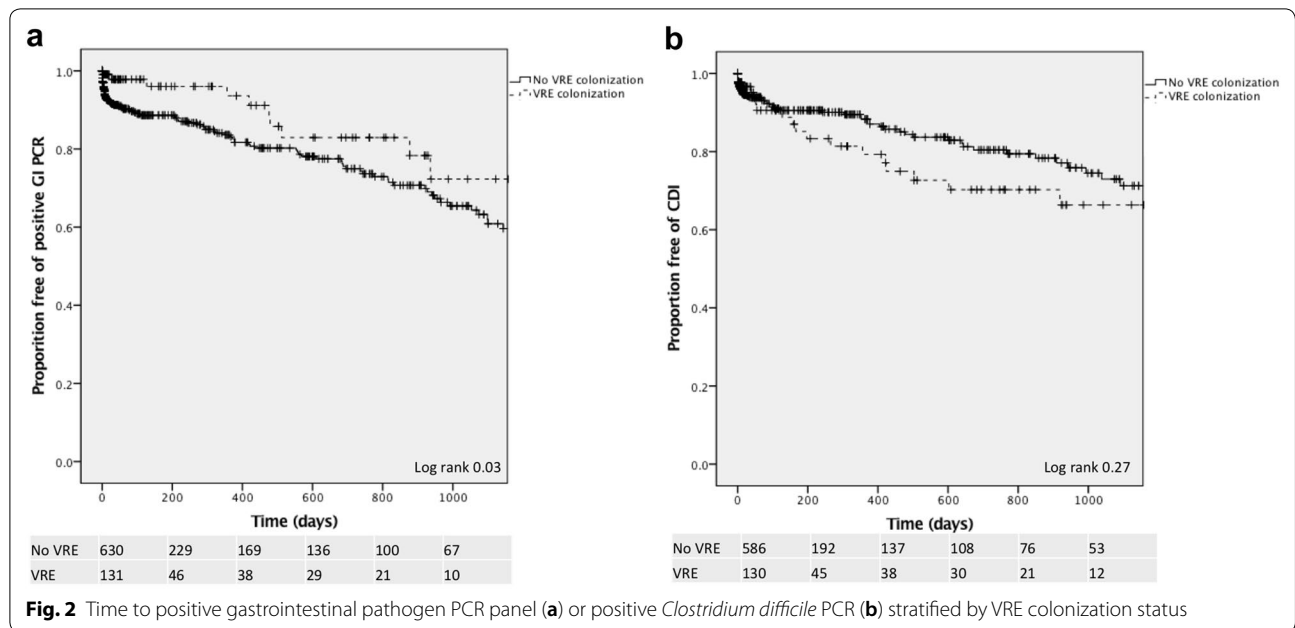 a
Proporition free of positive GI PCR
1.0
0.8
0.6
0.4
0.2
0.0
No VRE colonization
VRE colonization
Log rank 0.03
0 200 400 600 800 1000
Time (days)
No VRE 630 229 169 136 100 67
VRE 131 46 38 29 21 10
b
Proportion free of CDI
1.0
0.8
0.6
0.4
0.2
0.0
No VRE colonization
VRE colonization
Log rank 0.27
0 200 400 600 800 1000
Time (days)
No VRE 586 192 137 108 76 53
VRE 130 45 38 30 21 12
Fig. 2 Time to positive gastrointestinal pathogen PCR panel (a) or positive Clostridium difficile PCR (b) stratified by VRE colonization status